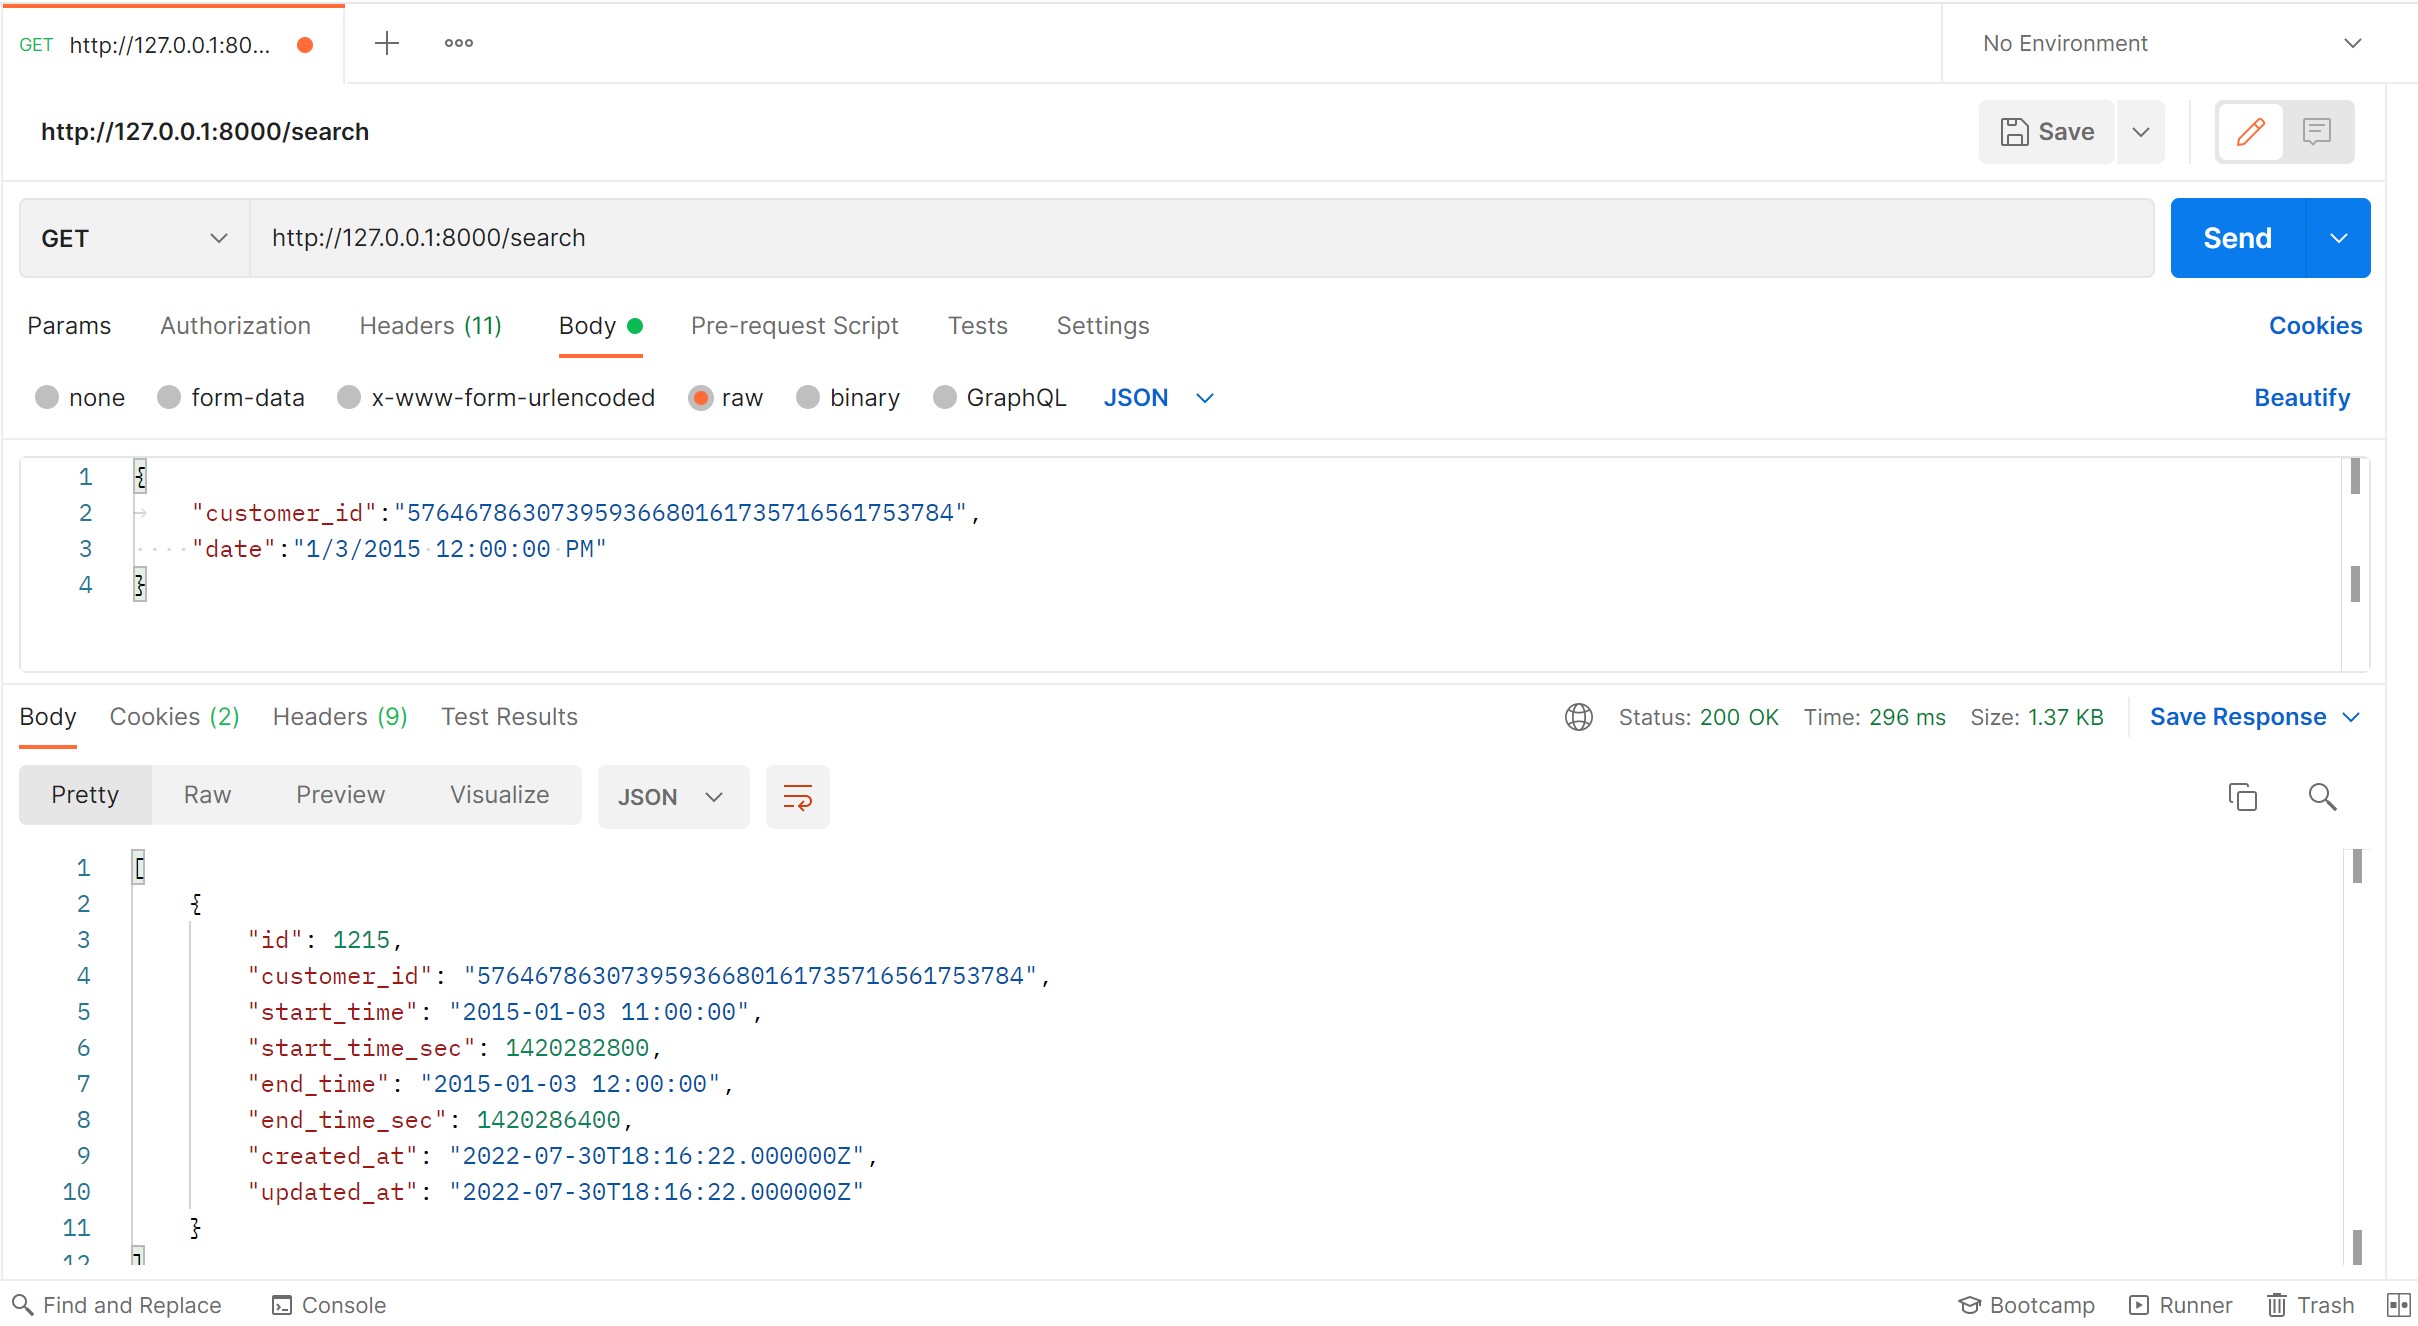 GET http://127.0.0.1:80... No Environment
http://127.0.0.1:8000/search Save
GET http://127.0.0.1:8000/search Send
Params Authorization Headers (11) Body Pre-request Script Tests Settings Cookies
none form-data x-www-form-urlencoded raw binary GraphQL JSON Beautify
1 {
2 "customer_id":"57646786307395936680161735716561753784",
3 "date":"1/3/2015 12:00:00 PM"
4 }
Body Cookies (2) Headers (9) Test Results Status: 200 OK Time: 296 ms Size: 1.37 KB Save Response
Pretty Raw Preview Visualize JSON
1 [
2 {
3 "id": 1215,
4 "customer_id": "57646786307395936680161735716561753784",
5 "start_time": "2015-01-03 11:00:00",
6 "start_time_sec": 1420282800,
7 "end_time": "2015-01-03 12:00:00",
8 "end_time_sec": 1420286400,
9 "created_at": "2022-07-30T18:16:22.000000Z",
10 "updated_at": "2022-07-30T18:16:22.000000Z"
11 }
12 ]
Find and Replace Console Bootcamp Runner Trash